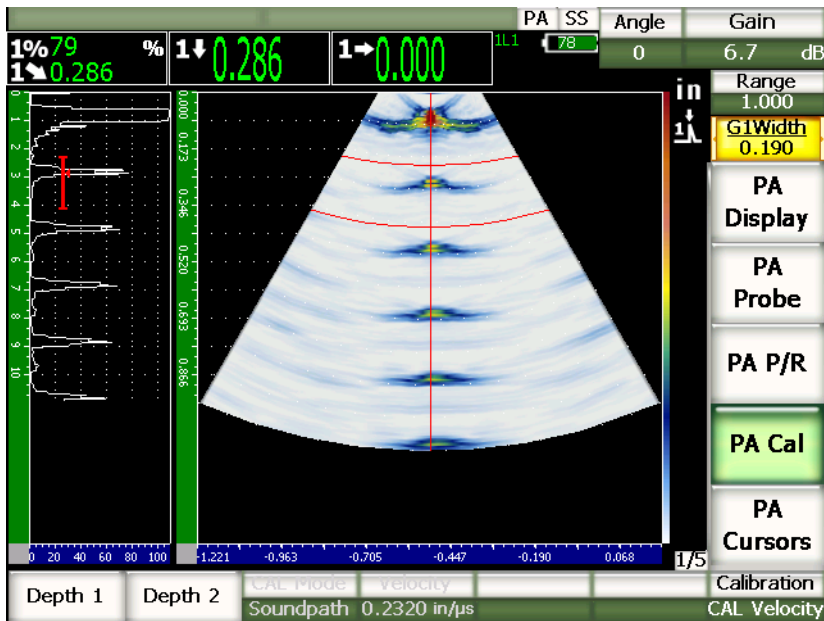 PA SS Angle Gain
1% 79 %
1 0.286
1 0.286
1 0.000
1L1
78
0
6.7 dB
in
Range
1.000
1
G1Width
0.190
0
1
2
3
4
5
6
7
8
9
10
0 20 40 60 80 100
0.000
0.173
0.346
0.520
0.693
0.866
-1.221 -0.963 -0.705 -0.447 -0.190 0.068
1/5
PA
Display
PA
Probe
PA P/R
PA Cal
PA
Cursors
Depth 1
Depth 2
CAL Mode
Soundpath
Velocity
0.2320 in/µs
Calibration
CAL Velocity